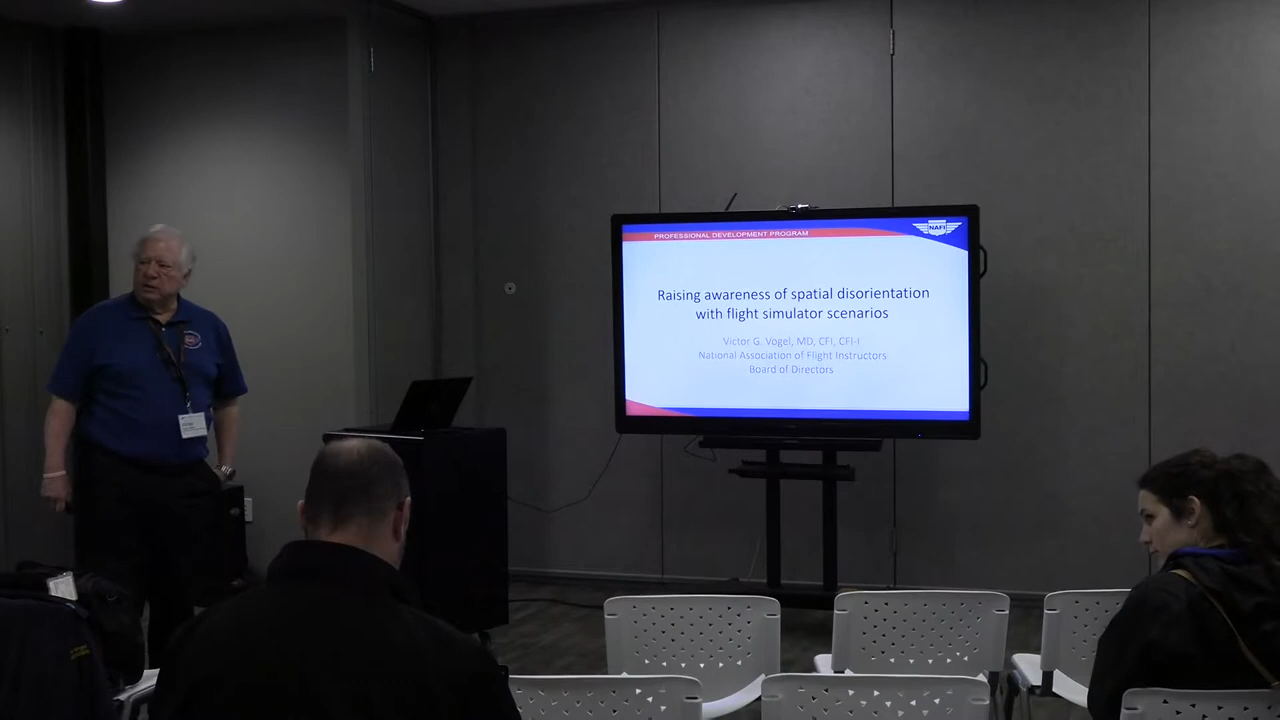 PROFESSIONAL DEVELOPMENT PROGRAM
NAFI
Raising awareness of spatial disorientation
with flight simulator scenarios
Victor G. Vogel, MD, CFI, CFI-I
National Association of Flight Instructors
Board of Directors